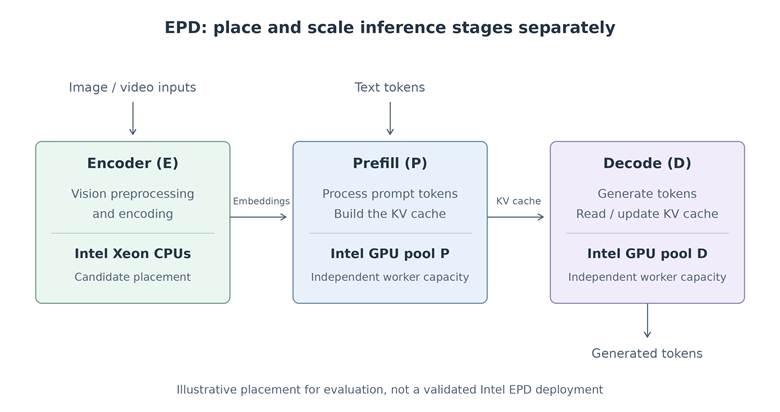 EPD: place and scale inference stages separately
Image / video inputs
Text tokens
Encoder (E)
Vision preprocessing
and encoding
Intel Xeon CPUs
Candidate placement
Embeddings
Prefill (P)
Process prompt tokens
Build the KV cache
Intel GPU pool P
Independent worker capacity
KV cache
Decode (D)
Generate tokens
Read / update KV cache
Intel GPU pool D
Independent worker capacity
Generated tokens
Illustrative placement for evaluation, not a validated Intel EPD deployment